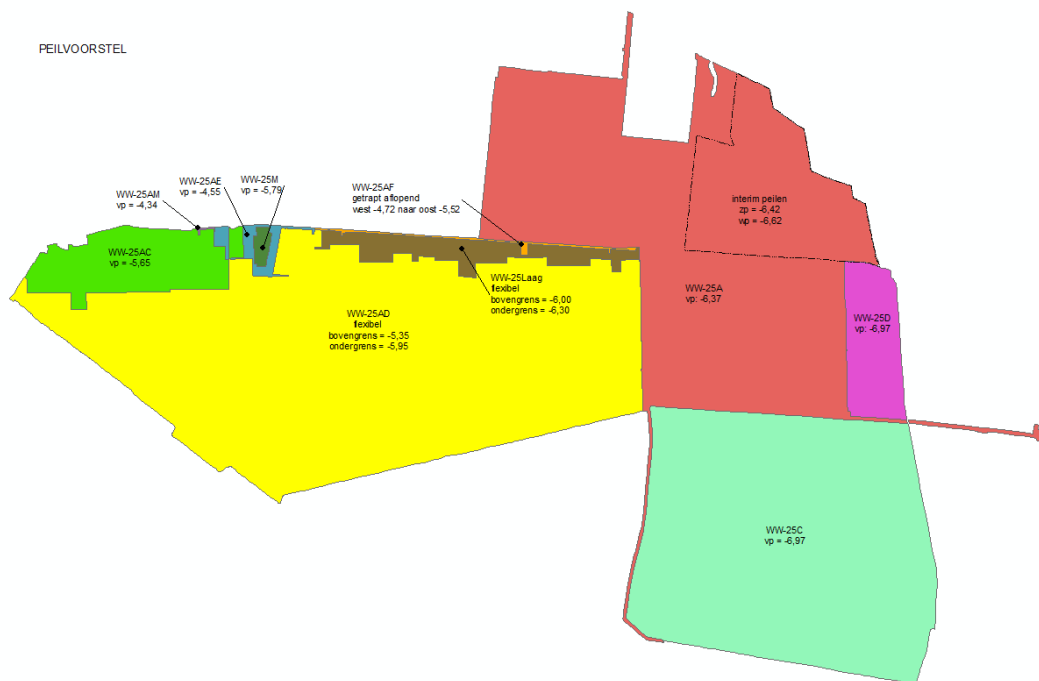 PEILVOORSTEL
WW-25AM
vp = -4,34
WW-25AE
vp = -4,55
WW-25M
vp = -5,79
WW-25AF
getrapt aflopend
west -4,72 naar oost -5,52
interim peilen
zp = -6,42
wp = -6,62
WW-25AC
vp = -5,65
WW-25Laag
flexibel
bovengrens = -6,00
ondergrens = -6,30
WW-25A
vp: -6,37
WW-25AD
flexibel
bovengrens = -5,35
ondergrens = -5,95
WW-25D
vp: -6,97
WW-25C
vp = -6,97